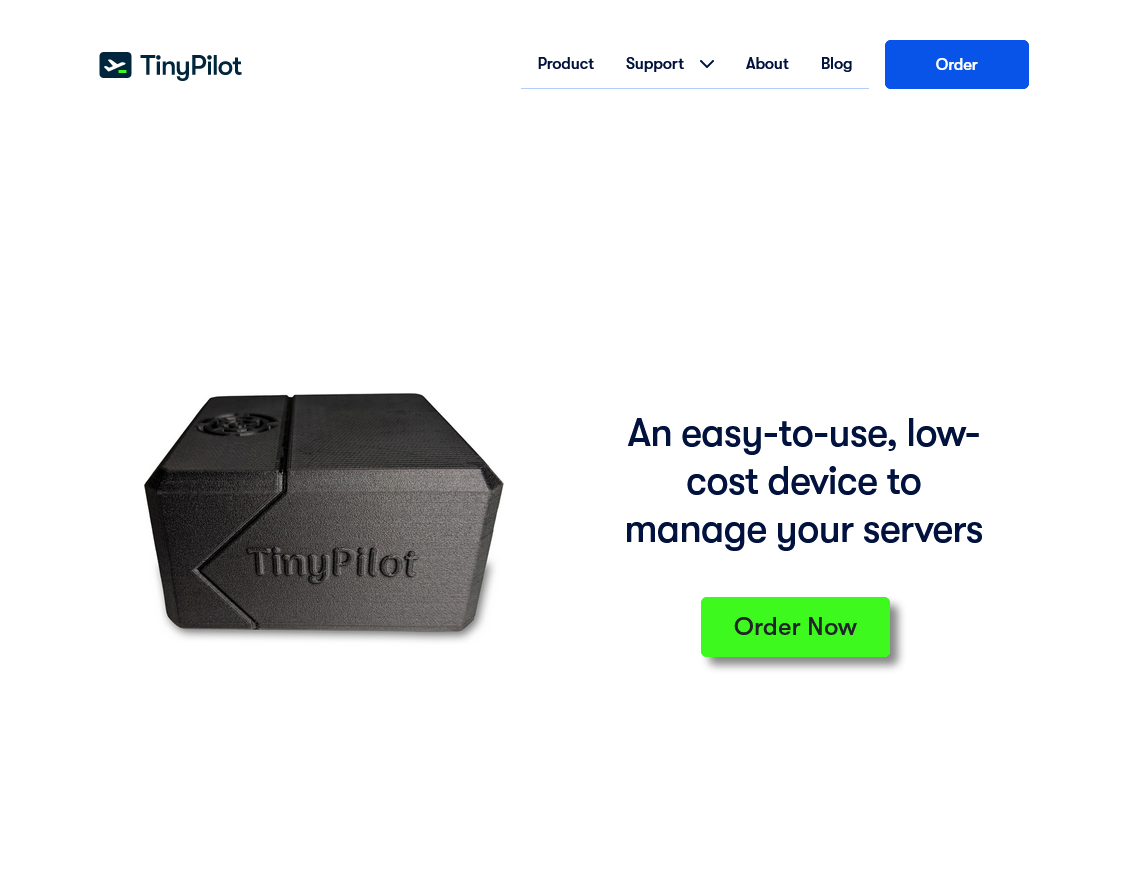 TinyPilot
Product Support About Blog Order
TinyPilot
An easy-to-use, low-
cost device to
manage your servers
Order Now